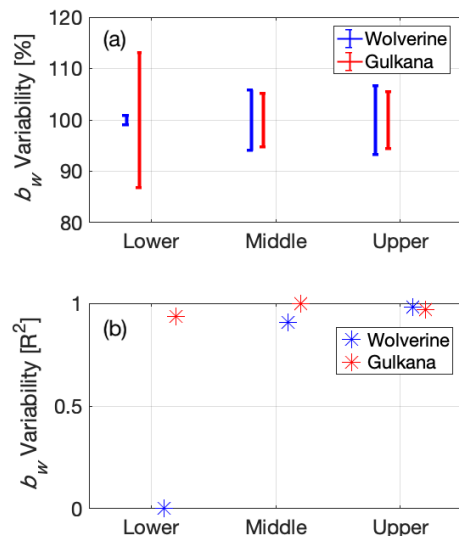 (a)
Wolverine
Gulkana
b_w Variability [%]
120
110
100
90
80
Lower Middle Upper
(b)
Wolverine
Gulkana
b_w Variability [R²]
1
0.5
0
Lower Middle Upper